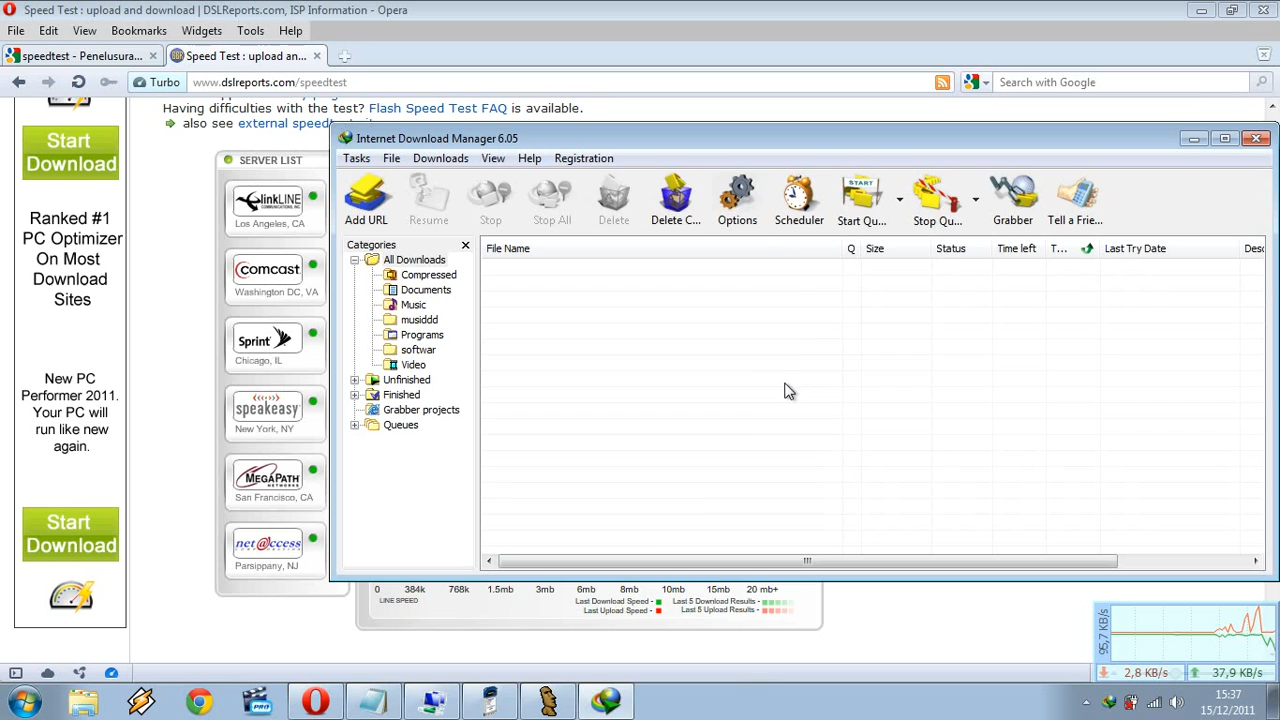 Speed Test : upload and download | DSLReports.com, ISP Information - Opera
File Edit View Bookmarks Widgets Tools Help
speedtest - Penelusura...
Speed Test : upload an...
Turbo
www.dslreports.com/speedtest
Search with Google
Having difficulties with the test? Flash Speed Test FAQ is available.
also see external speed
Start
Download
Ranked #1
PC Optimizer
On Most
Download
Sites
New PC
Performer 2011.
Your PC will
run like new
again.
Start
Download
SERVER LIST
linkLINE
COMMUNICATIONS, INC.
Los Angeles, CA
comcast
Washington DC, VA
Sprint
Chicago, IL
speakeasy
New York, NY
MEGAPATH
NETWORKS
San Francisco, CA
net@ccess
Parsippany, NJ
Internet Download Manager 6.05
Tasks File Downloads View Help Registration
Add URL
Resume
Stop
Stop All
Delete
Delete C...
Options
Scheduler
START
Start Qu...
STOP
Stop Qu...
Grabber
Tell a Frie...
Categories
All Downloads
Compressed
Documents
Music
musiddd
Programs
softwar
Video
Unfinished
Finished
Grabber projects
Queues
File Name Q Size Status Time left T... Last Try Date Desc
0 384k 768k 1.5mb 3mb 6mb 8mb 10mb 15mb 20 mb+
LINE SPEED
Last Download Speed - Last 5 Download Results -
Last Upload Speed - Last 5 Upload Results -
95,7 KB/s
2,8 KB/s 37,9 KB/s
PRO
15:37
15/12/2011